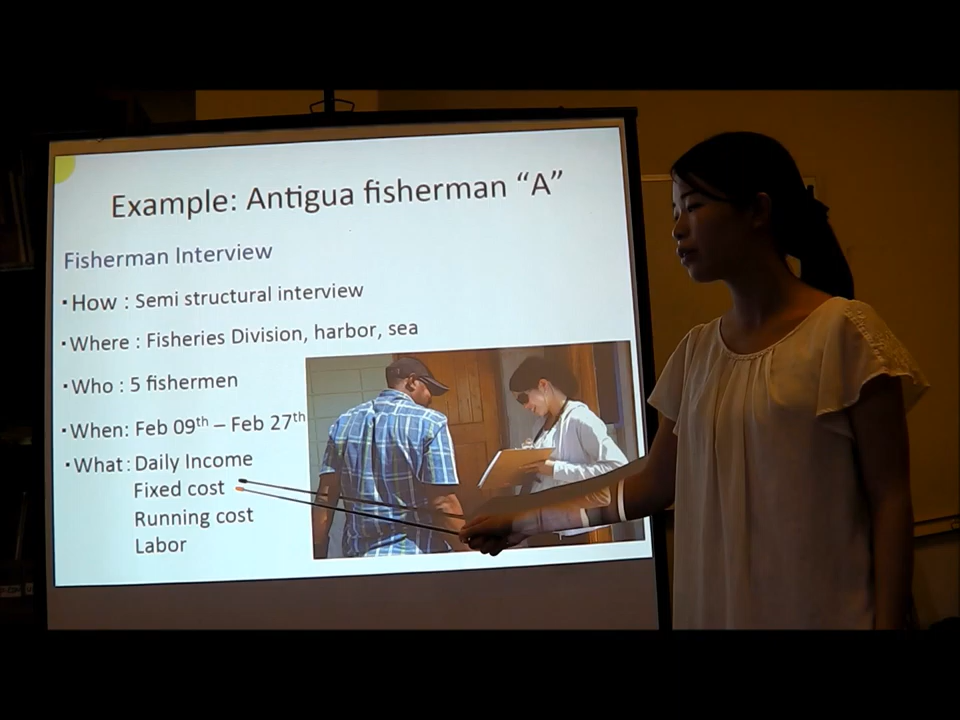 Example: Antigua fisherman “A”
Fisherman Interview
・How : Semi structural interview
・Where : Fisheries Division, harbor, sea
・Who : 5 fishermen
・When: Feb 09th – Feb 27th
・What : Daily Income
Fixed cost
Running cost
Labor